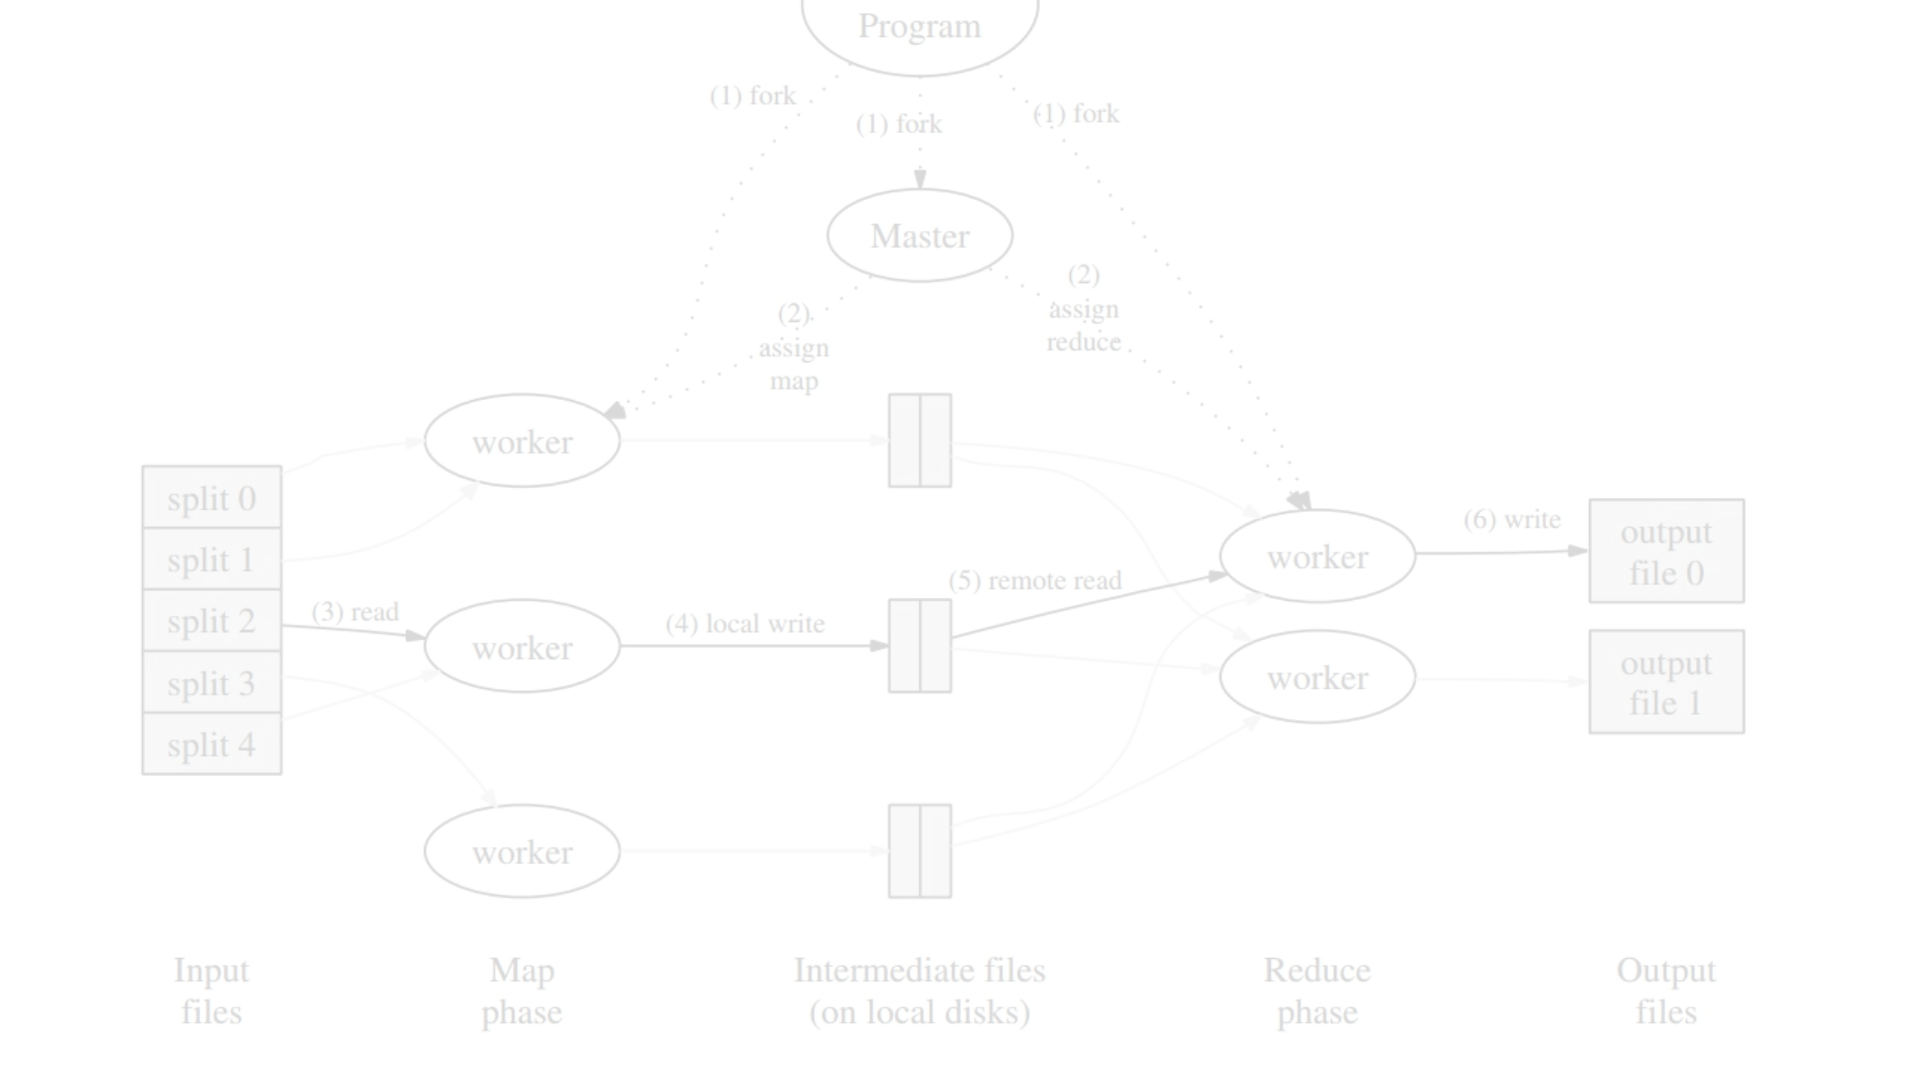 Program
(1) fork
(1) fork
(1) fork
Master
(2)
assign
map
(2)
assign
reduce
worker
split 0
split 1
split 2
split 3
split 4
(3) read
worker
(4) local write
(5) remote read
worker
(6) write
output
file 0
worker
output
file 1
worker
Input
files
Map
phase
Intermediate files
(on local disks)
Reduce
phase
Output
files